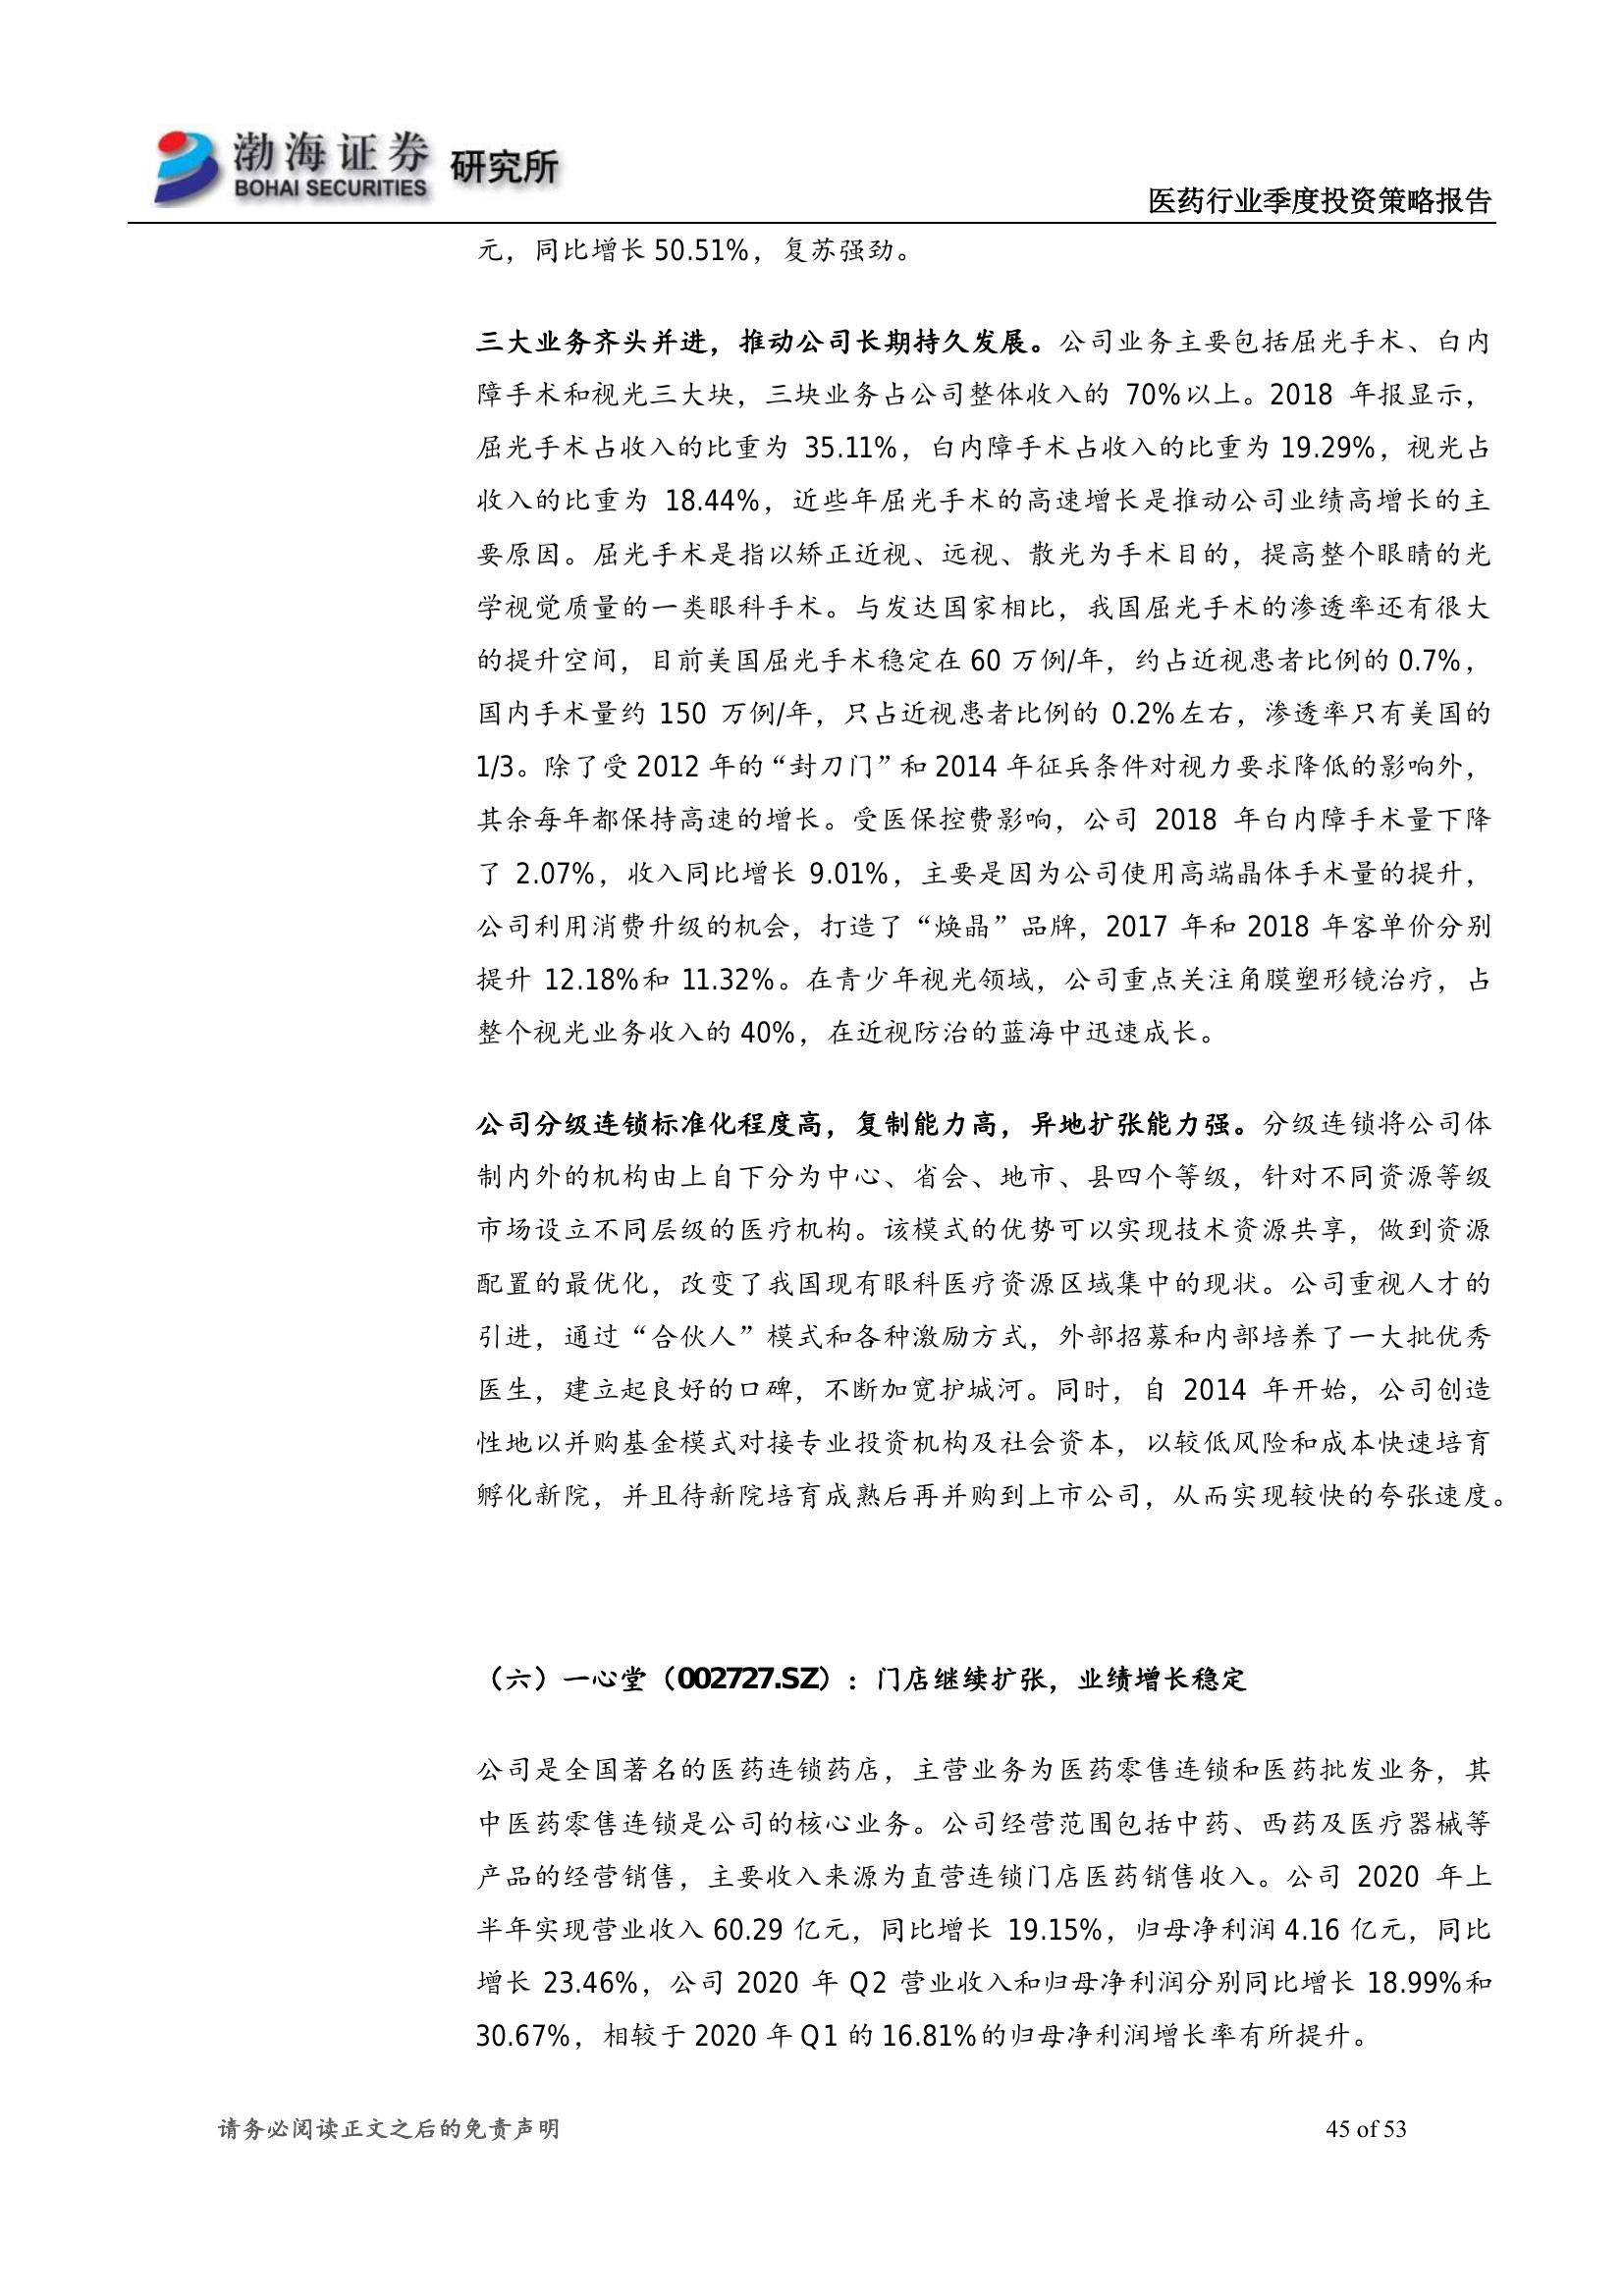 渤海证券 研究所
BOHAI SECURITIES
医药行业季度投资策略报告
元，同比增长 50.51%，复苏强劲。
三大业务齐头并进，推动公司长期持久发展。公司业务主要包括屈光手术、白内
障手术和视光三大块，三块业务占公司整体收入的 70%以上。2018 年报显示，
屈光手术占收入的比重为 35.11%，白内障手术占收入的比重为 19.29%，视光占
收入的比重为 18.44%，近些年屈光手术的高速增长是推动公司业绩高增长的主
要原因。屈光手术是指以矫正近视、远视、散光为手术目的，提高整个眼睛的光
学视觉质量的一类眼科手术。与发达国家相比，我国屈光手术的渗透率还有很大
的提升空间，目前美国屈光手术稳定在 60 万例/年，约占近视患者比例的 0.7%，
国内手术量约 150 万例/年，只占近视患者比例的 0.2%左右，渗透率只有美国的
1/3。除了受 2012 年的“封刀门”和 2014 年征兵条件对视力要求降低的影响外，
其余每年都保持高速的增长。受医保控费影响，公司 2018 年白内障手术量下降
了 2.07%，收入同比增长 9.01%，主要是因为公司使用高端晶体手术量的提升，
公司利用消费升级的机会，打造了“焕晶”品牌，2017 年和 2018 年客单价分别
提升 12.18%和 11.32%。在青少年视光领域，公司重点关注角膜塑形镜治疗，占
整个视光业务收入的 40%，在近视防治的蓝海中迅速成长。
公司分级连锁标准化程度高，复制能力高，异地扩张能力强。分级连锁将公司体
制内外的机构由上自下分为中心、省会、地市、县四个等级，针对不同资源等级
市场设立不同层级的医疗机构。该模式的优势可以实现技术资源共享，做到资源
配置的最优化，改变了我国现有眼科医疗资源区域集中的现状。公司重视人才的
引进，通过“合伙人”模式和各种激励方式，外部招募和内部培养了一大批优秀
医生，建立起良好的口碑，不断加宽护城河。同时，自 2014 年开始，公司创造
性地以并购基金模式对接专业投资机构及社会资本，以较低风险和成本快速培育
孵化新院，并且待新院培育成熟后再并购到上市公司，从而实现较快的夸张速度。
（六）一心堂（002727.SZ）：门店继续扩张，业绩增长稳定
公司是全国著名的医药连锁药店，主营业务为医药零售连锁和医药批发业务，其
中医药零售连锁是公司的核心业务。公司经营范围包括中药、西药及医疗器械等
产品的经营销售，主要收入来源为直营连锁门店医药销售收入。公司 2020 年上
半年实现营业收入 60.29 亿元，同比增长 19.15%，归母净利润 4.16 亿元，同比
增长 23.46%，公司 2020 年 Q2 营业收入和归母净利润分别同比增长 18.99%和
30.67%，相较于 2020 年 Q1 的 16.81%的归母净利润增长率有所提升。
请务必阅读正文之后的免责声明
45 of 53